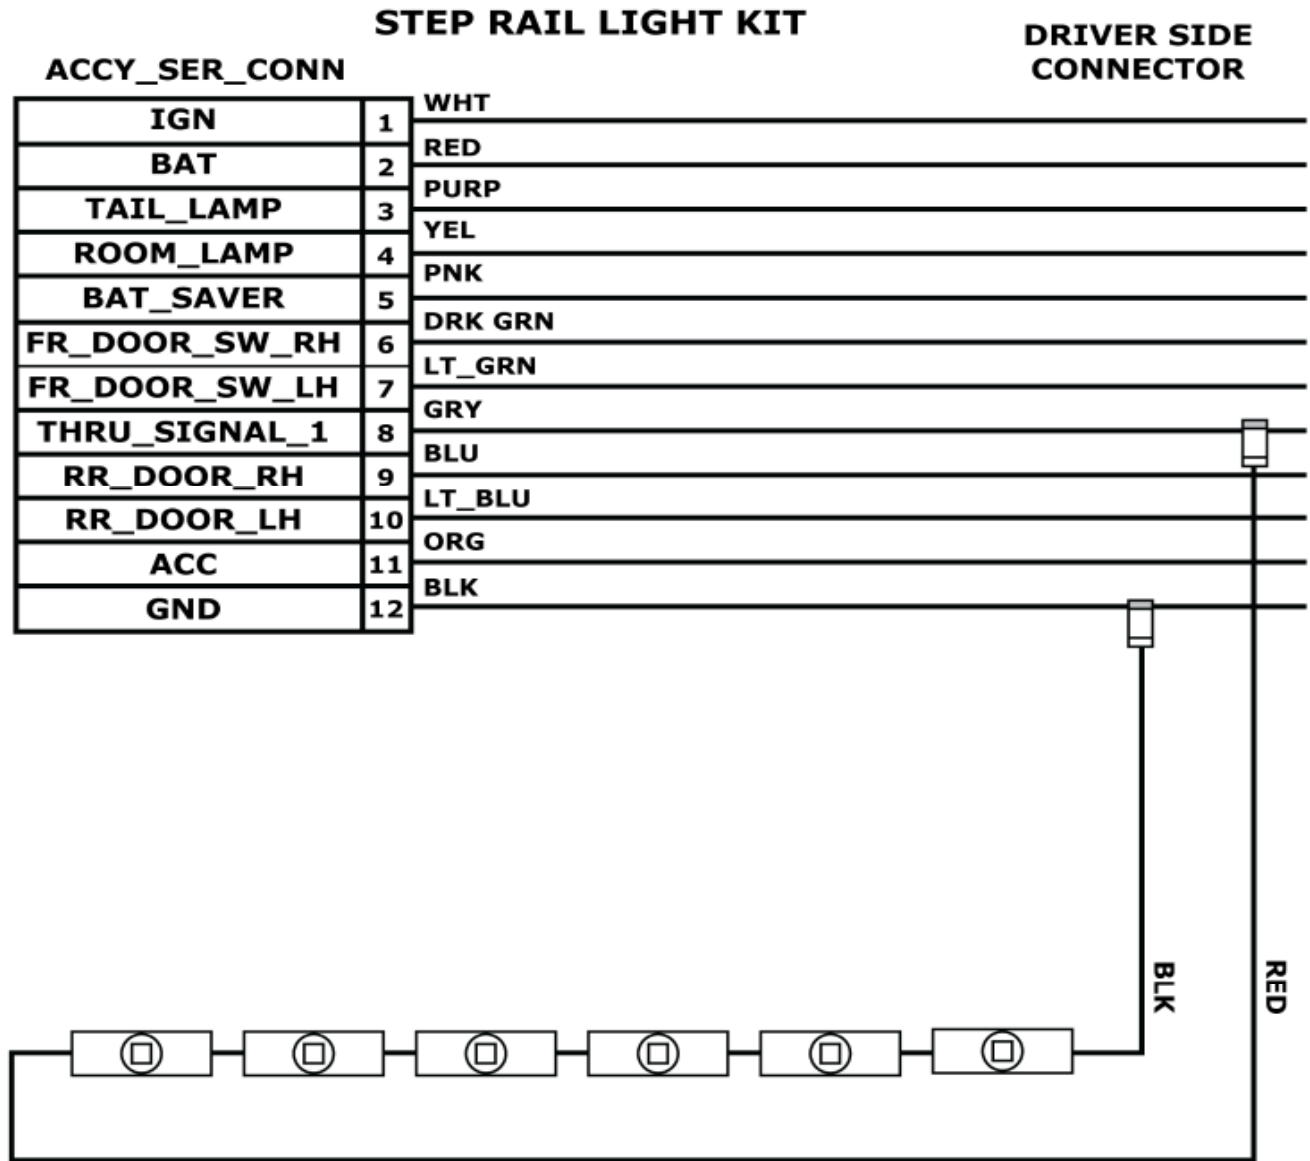 STEP RAIL LIGHT KIT
DRIVER SIDE
CONNECTOR
ACCY_SER_CONN
IGN 1 WHT
BAT 2 RED
TAIL_LAMP 3 PURP
ROOM_LAMP 4 YEL
BAT_SAVER 5 PNK
FR_DOOR_SW_RH 6 DRK GRN
FR_DOOR_SW_LH 7 LT_GRN
THRU_SIGNAL_1 8 GRY
RR_DOOR_RH 9 BLU
RR_DOOR_LH 10 LT_BLU
ACC 11 ORG
GND 12 BLK
BLK
RED